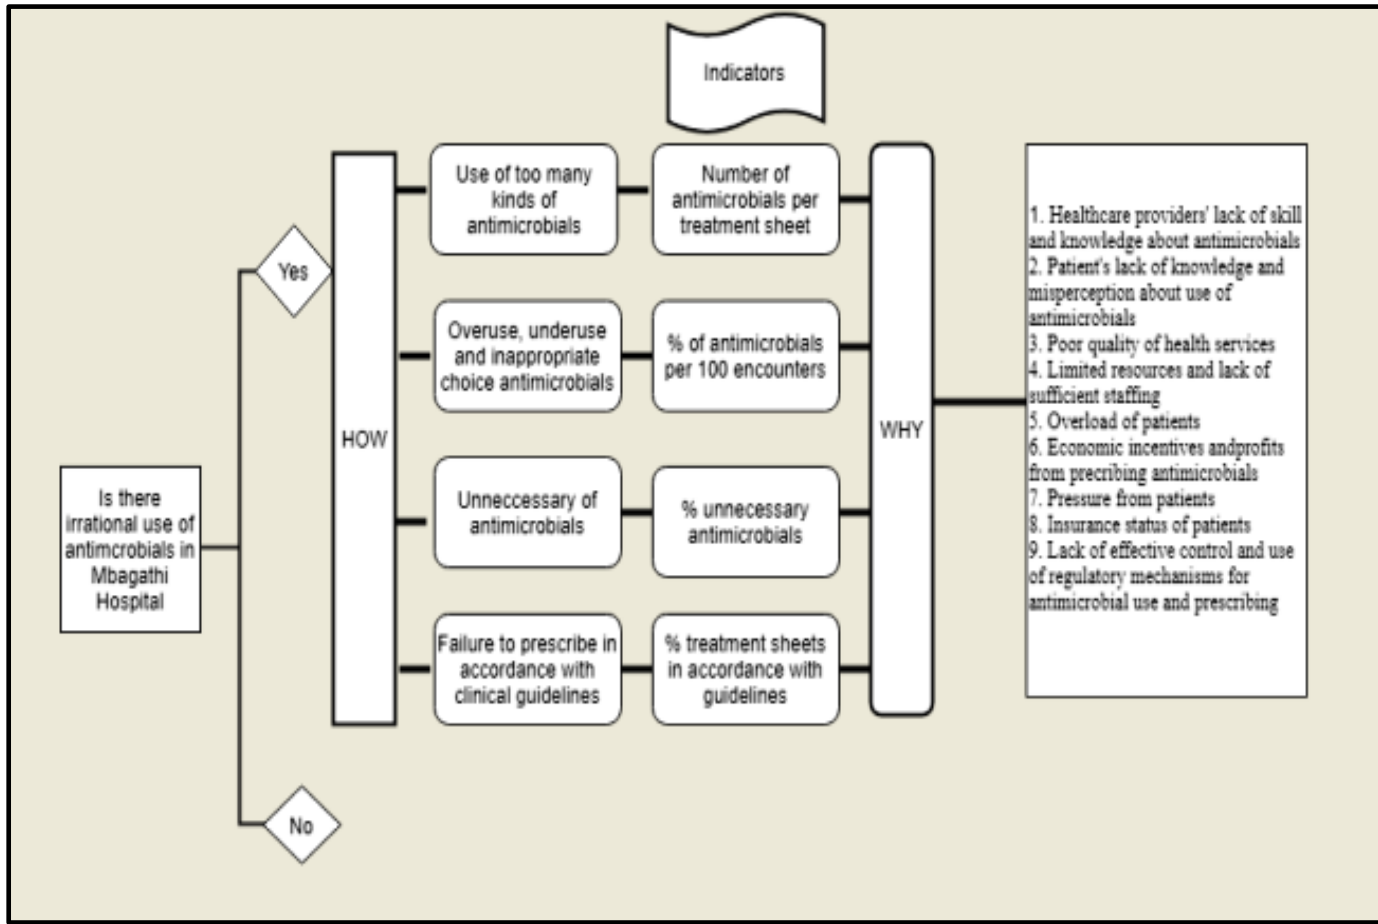 Indicators
Is there
irrational use of
antimcrobials in
Mbagathi
Hospital
Yes
No
HOW
Use of too many
kinds of
antimicrobials
Number of
antimicrobials per
treatment sheet
Overuse, underuse
and inappropriate
choice antimicrobials
% of antimicrobials
per 100 encounters
Unneccessary of
antimicrobials
% unnecessary
antimicrobials
Failure to prescribe in
accordance with
clinical guidelines
% treatment sheets
in accordance with
guidelines
WHY
1. Healthcare providers' lack of skill
and knowledge about antimicrobials
2. Patient's lack of knowledge and
misperception about use of
antimicrobials
3. Poor quality of health services
4. Limited resources and lack of
sufficient staffing
5. Overload of patients
6. Economic incentives andprofits
from precribing antimicrobials
7. Pressure from patients
8. Insurance status of patients
9. Lack of effective control and use
of regulatory mechanisms for
antimicrobial use and prescribing